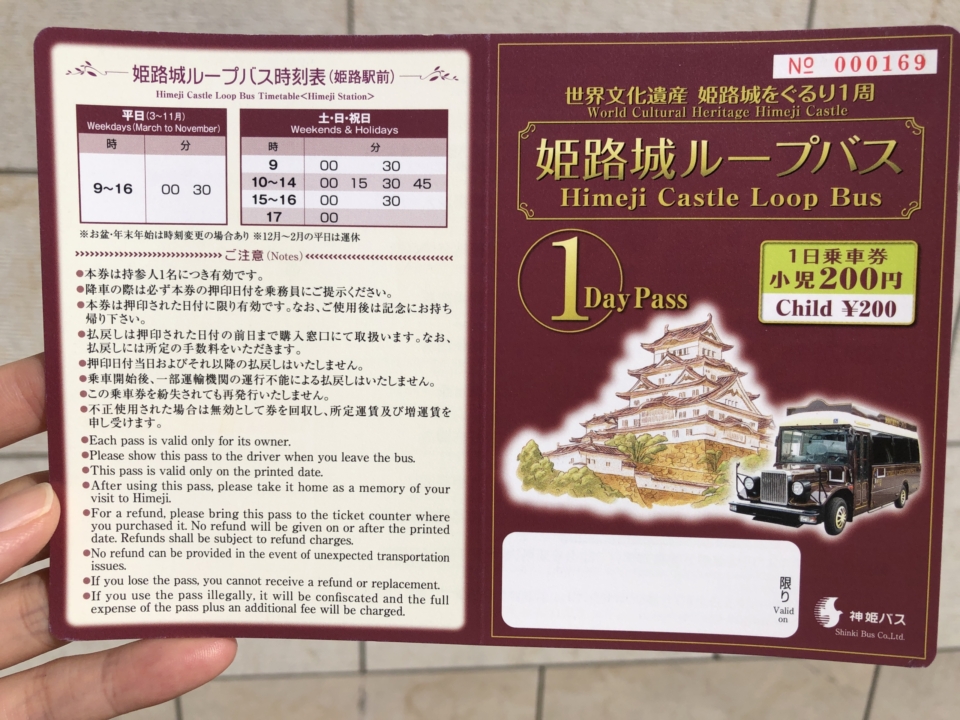 姫路城ループバス時刻表(姫路駅前)
Himeji Castle Loop Bus Timetable<Himeji Station>
平日(3~11月)
Weekdays(March to November)
時 分
9~16 00 30
土・日・祝日
Weekends & Holidays
時 分
9 00 30
10~14 00 15 30 45
15~16 00 30
17 00
※お盆・年末年始は時刻変更の場合あり ※12月~2月の平日は運休
ご注意(Notes)
●本券は持参人1名につき有効です。
●降車の際は必ず本券の押印日付を乗務員にご提示ください。
●本券は押印された日付に限り有効です。なお、ご使用後は記念にお持ち
帰り下さい。
●払戻しは押印された日付の前日まで購入窓口にて取扱います。なお、
払戻しには所定の手数料をいただきます。
●押印日付当日およびそれ以降の払戻しはいたしません。
●乗車開始後、一部運輸機関の運行不能による払戻しはいたしません。
●この乗車券を紛失されても再発行いたしません。
●不正使用された場合は無効として券を回収し、所定運賃及び増運賃を
申し受けます。
●Each pass is valid only for its owner.
●Please show this pass to the driver when you leave the bus.
●This pass is valid only on the printed date.
●After using this pass, please take it home as a memory of your
visit to Himeji.
●For a refund, please bring this pass to the ticket counter where
you purchased it. No refund will be given on or after the printed
date. Refunds shall be subject to refund charges.
●No refund can be provided in the event of unexpected transportation
issues.
●If you lose the pass, you cannot receive a refund or replacement.
●If you use the pass illegally, it will be confiscated and the full
expense of the pass plus an additional fee will be charged.
№ 000169
世界文化遺産 姫路城をぐるり1周
World Cultural Heritage Himeji Castle
姫路城ループバス
Himeji Castle Loop Bus
1 Day Pass
1日乗車券
小児200円
Child ¥200
限り
Valid
on
神姫バス
Shinki Bus Co.,Ltd.